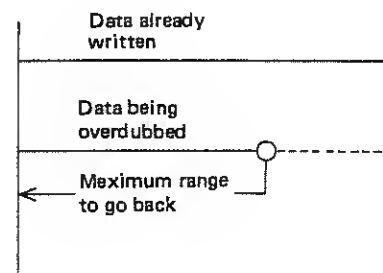 Data already
written
Data being
overdubbed
Maximum range
to go back